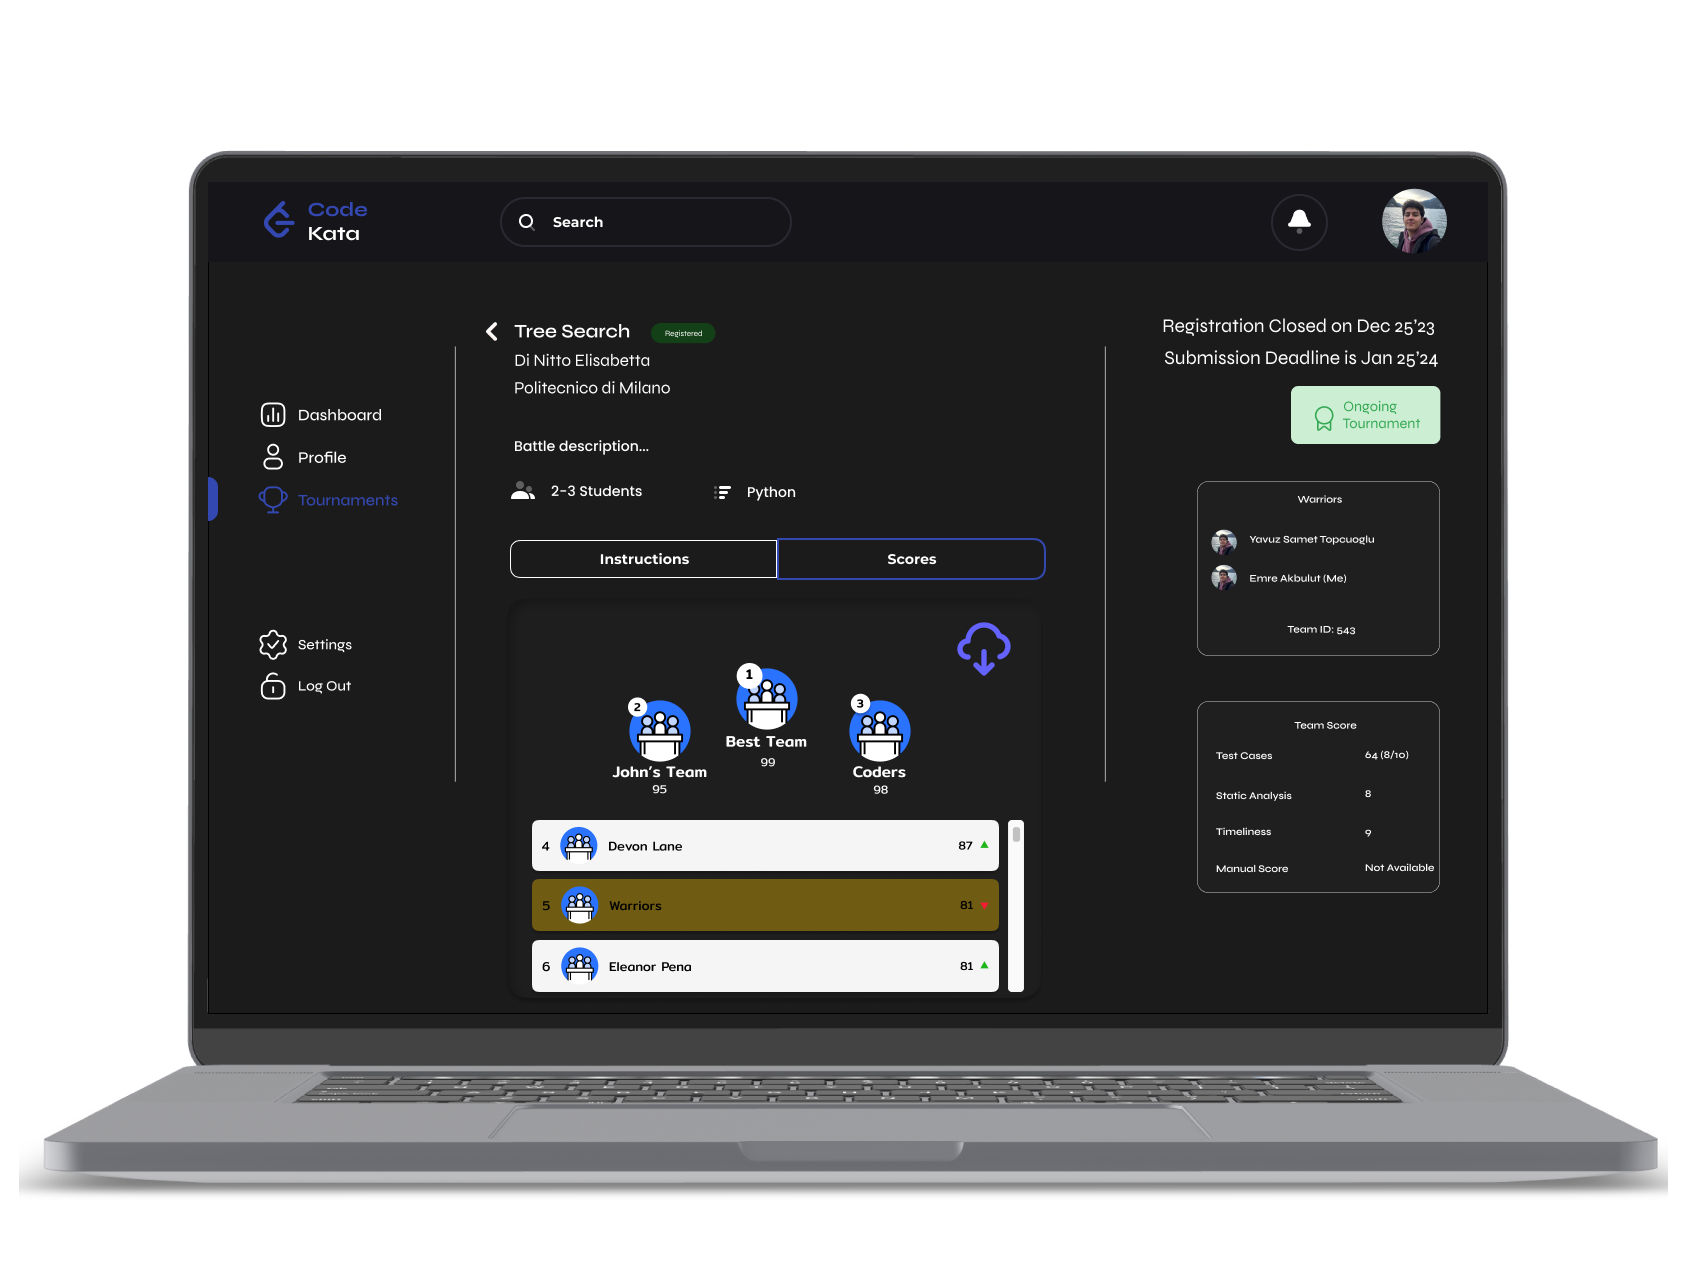 Code
Kata
Search
Tree Search
Registered
Di Nitto Elisabetta
Politecnico di Milano
Battle description...
2-3 Students
Python
Instructions
Scores
Dashboard
Profile
Tournaments
Settings
Log Out
1
Best Team
99
2
John's Team
95
3
Coders
98
4 Devon Lane 87
5 Warriors 81
6 Eleanor Pena 81
Registration Closed on Dec 25'23
Submission Deadline is Jan 25'24
Ongoing
Tournament
Warriors
Yavuz Samet Topcuoglu
Emre Akbulut (Me)
Team ID: 543
Team Score
Test Cases 64 (8/10)
Static Analysis 8
Timeliness 9
Manual Score Not Available